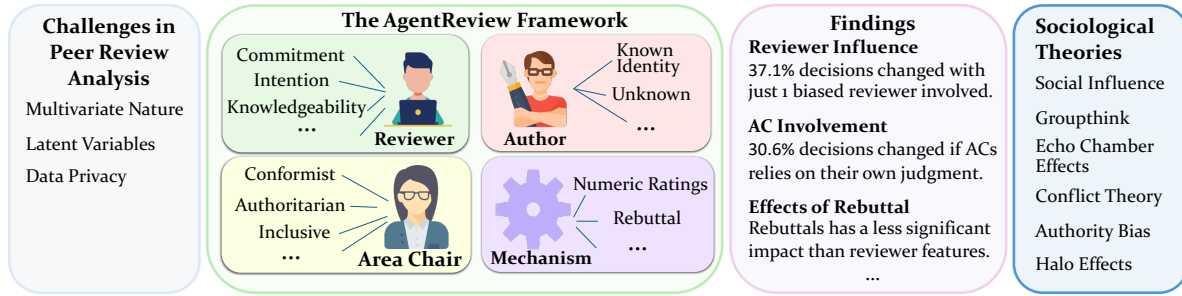 Challenges in
Peer Review
Analysis
Multivariate Nature
Latent Variables
Data Privacy
The AgentReview Framework
Commitment
Intention
Knowledgeability
...
Reviewer
Known
Identity
Unknown
...
Author
Conformist
Authoritarian
Inclusive
...
Area Chair
Numeric Ratings
Rebuttal
...
Mechanism
Findings
Reviewer Influence
37.1% decisions changed with
just 1 biased reviewer involved.
AC Involvement
30.6% decisions changed if ACs
relies on their own judgment.
Effects of Rebuttal
Rebuttals has a less significant
impact than reviewer features.
...
Sociological
Theories
Social Influence
Groupthink
Echo Chamber
Effects
Conflict Theory
Authority Bias
Halo Effects